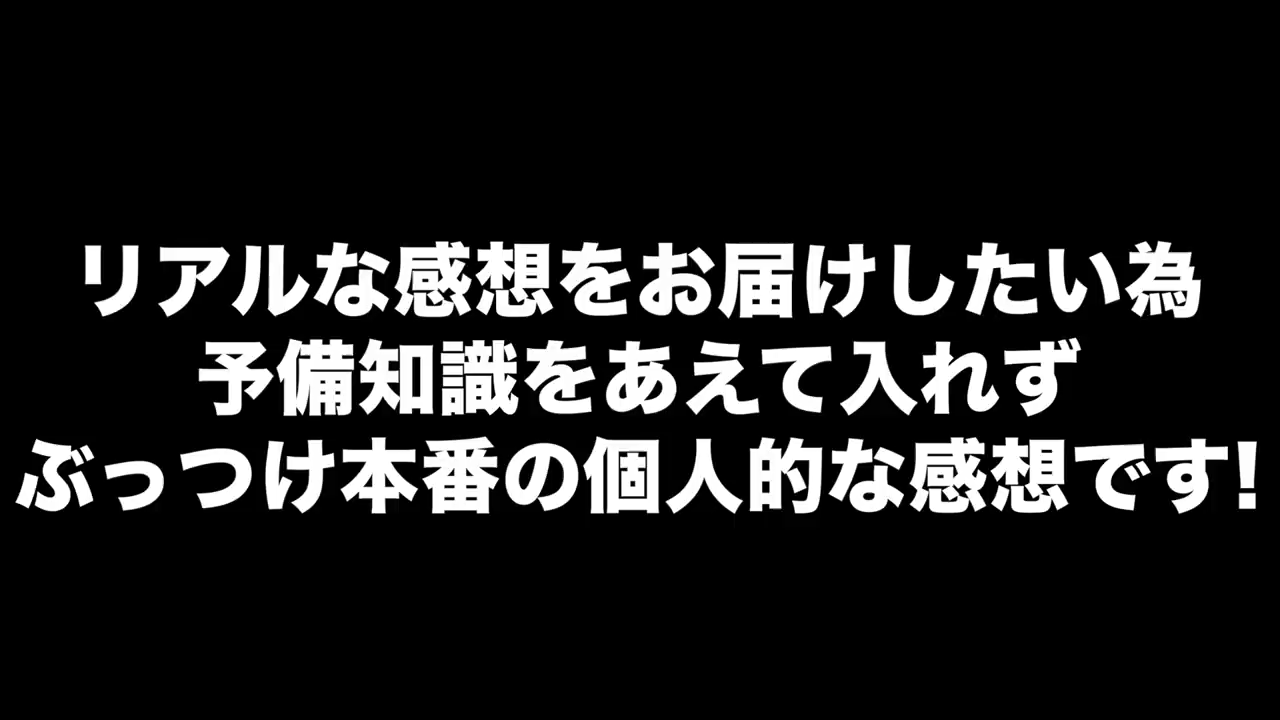 リアルな感想をお届けしたい為
予備知識をあえて入れず
ぶっつけ本番の個人的な感想です!